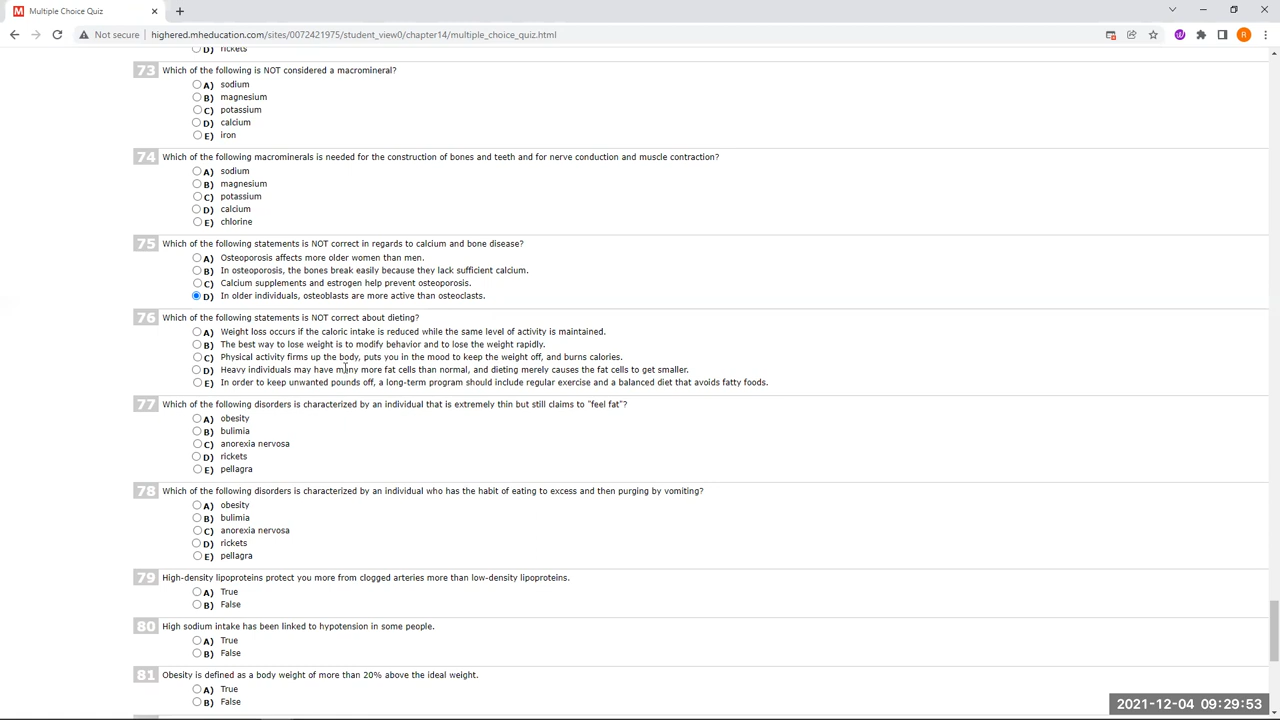 Multiple Choice Quiz
Not secure | highered.mheducation.com/sites/0072421975/student_view0/chapter14/multiple_choice_quiz.html
D) rickets
73 Which of the following is NOT considered a macromineral?
A) sodium
B) magnesium
C) potassium
D) calcium
E) iron
74 Which of the following macrominerals is needed for the construction of bones and teeth and for nerve conduction and muscle contraction?
A) sodium
B) magnesium
C) potassium
D) calcium
E) chlorine
75 Which of the following statements is NOT correct in regards to calcium and bone disease?
A) Osteoporosis affects more older women than men.
B) In osteoporosis, the bones break easily because they lack sufficient calcium.
C) Calcium supplements and estrogen help prevent osteoporosis.
D) In older individuals, osteoblasts are more active than osteoclasts.
76 Which of the following statements is NOT correct about dieting?
A) Weight loss occurs if the caloric intake is reduced while the same level of activity is maintained.
B) The best way to lose weight is to modify behavior and to lose the weight rapidly.
C) Physical activity firms up the body, puts you in the mood to keep the weight off, and burns calories.
D) Heavy individuals may have many more fat cells than normal, and dieting merely causes the fat cells to get smaller.
E) In order to keep unwanted pounds off, a long-term program should include regular exercise and a balanced diet that avoids fatty foods.
77 Which of the following disorders is characterized by an individual that is extremely thin but still claims to "feel fat"?
A) obesity
B) bulimia
C) anorexia nervosa
D) rickets
E) pellagra
78 Which of the following disorders is characterized by an individual who has the habit of eating to excess and then purging by vomiting?
A) obesity
B) bulimia
C) anorexia nervosa
D) rickets
E) pellagra
79 High-density lipoproteins protect you more from clogged arteries more than low-density lipoproteins.
A) True
B) False
80 High sodium intake has been linked to hypotension in some people.
A) True
B) False
81 Obesity is defined as a body weight of more than 20% above the ideal weight.
A) True
B) False
2021-12-04 09:29:53